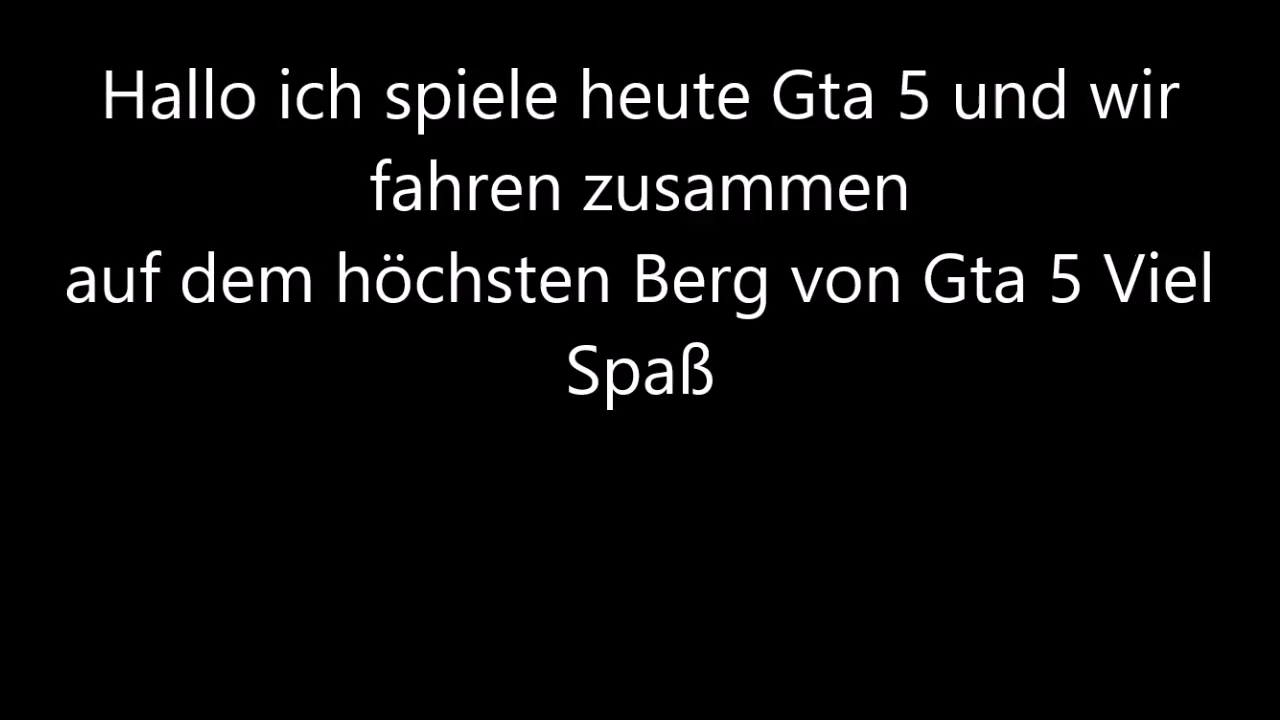 Hallo ich spiele heute Gta 5 und wir
fahren zusammen
auf dem höchsten Berg von Gta 5 Viel
Spaß